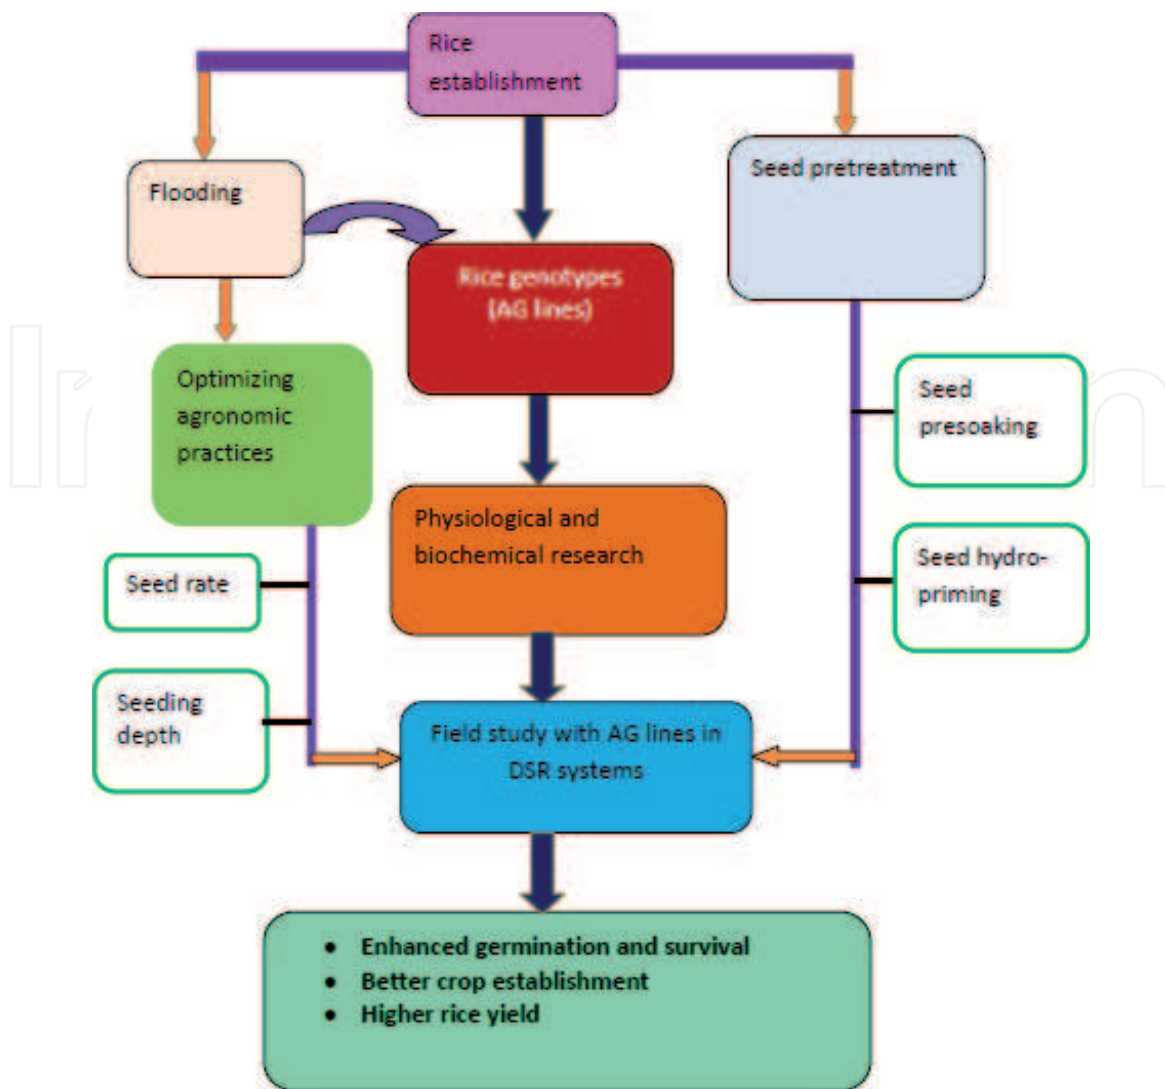 Rice
establishment
Flooding
Seed pretreatment
Rice genotypes
(AG lines)
Optimizing
agronomic
practices
Seed
presoaking
Physiological and
biochemical research
Seed hydro-
priming
Seed rate
Seeding
depth
Field study with AG lines in
DSR systems
• Enhanced germination and survival
• Better crop establishment
• Higher rice yield